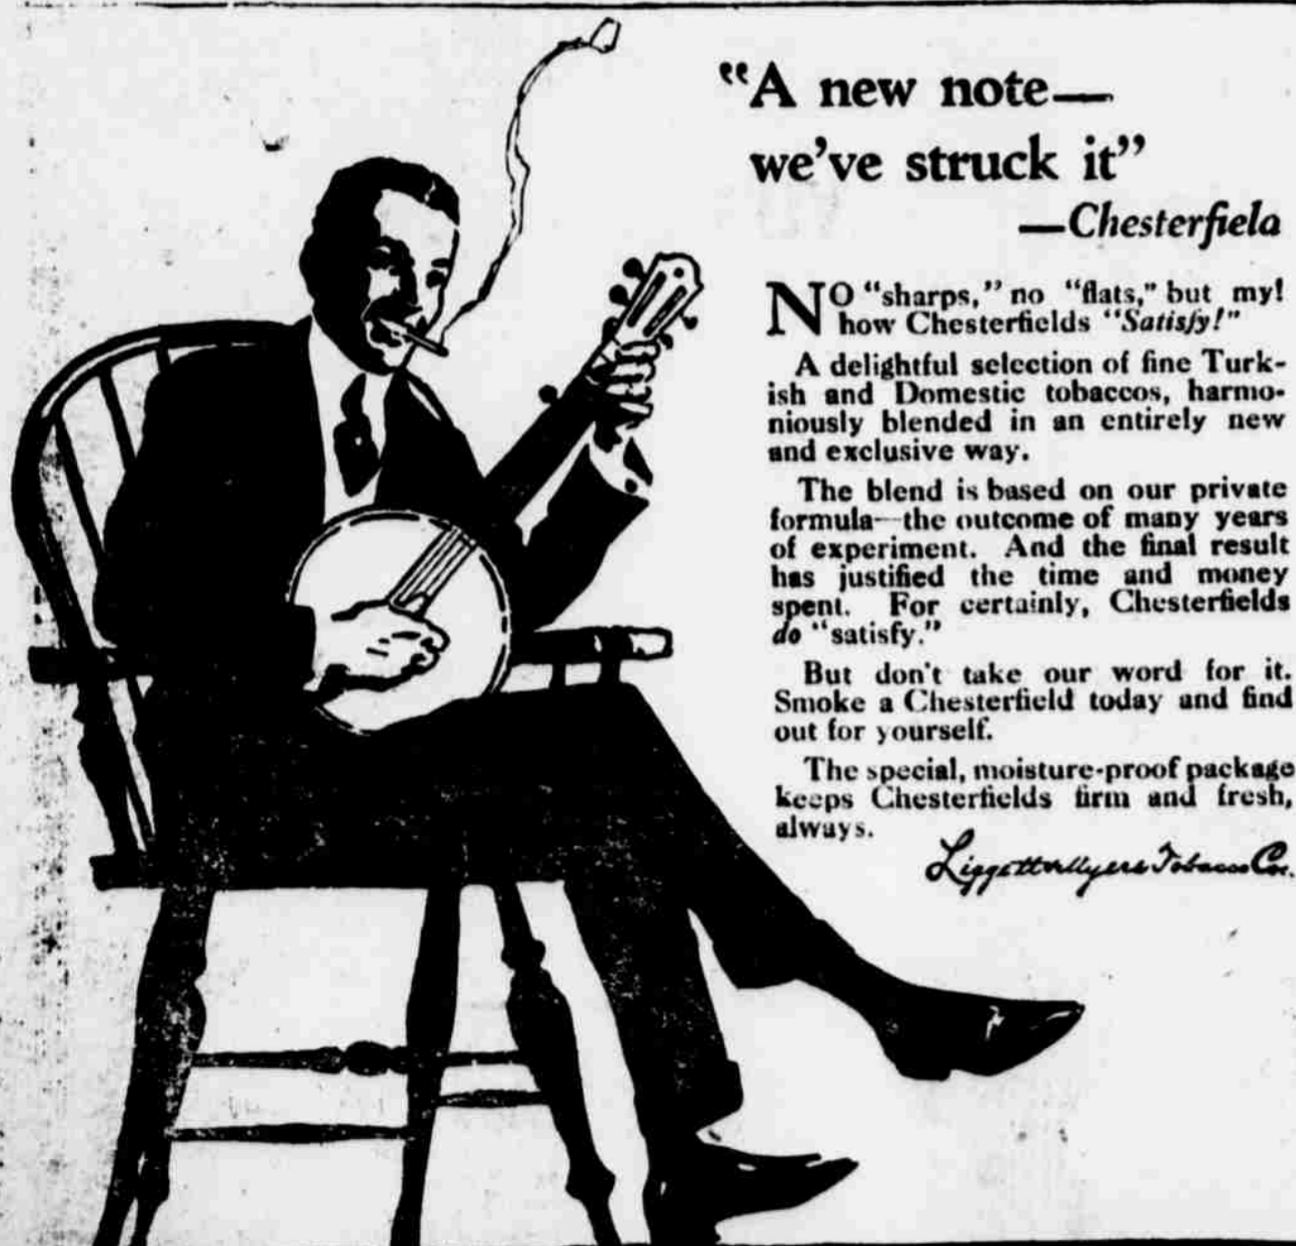 “A new note—
we’ve struck it”
—Chesterfield
NO “sharps,” no “flats,” but my!
how Chesterfields “Satisfy!”
A delightful selection of fine Turk-
ish and Domestic tobaccos, harmo-
niously blended in an entirely new
and exclusive way.
The blend is based on our private
formula—the outcome of many years
of experiment. And the final result
has justified the time and money
spent. For certainly, Chesterfields
do “satisfy.”
But don’t take our word for it.
Smoke a Chesterfield today and find
out for yourself.
The special, moisture-proof package
keeps Chesterfields firm and fresh,
always.
Liggett & Myers Tobacco Co.